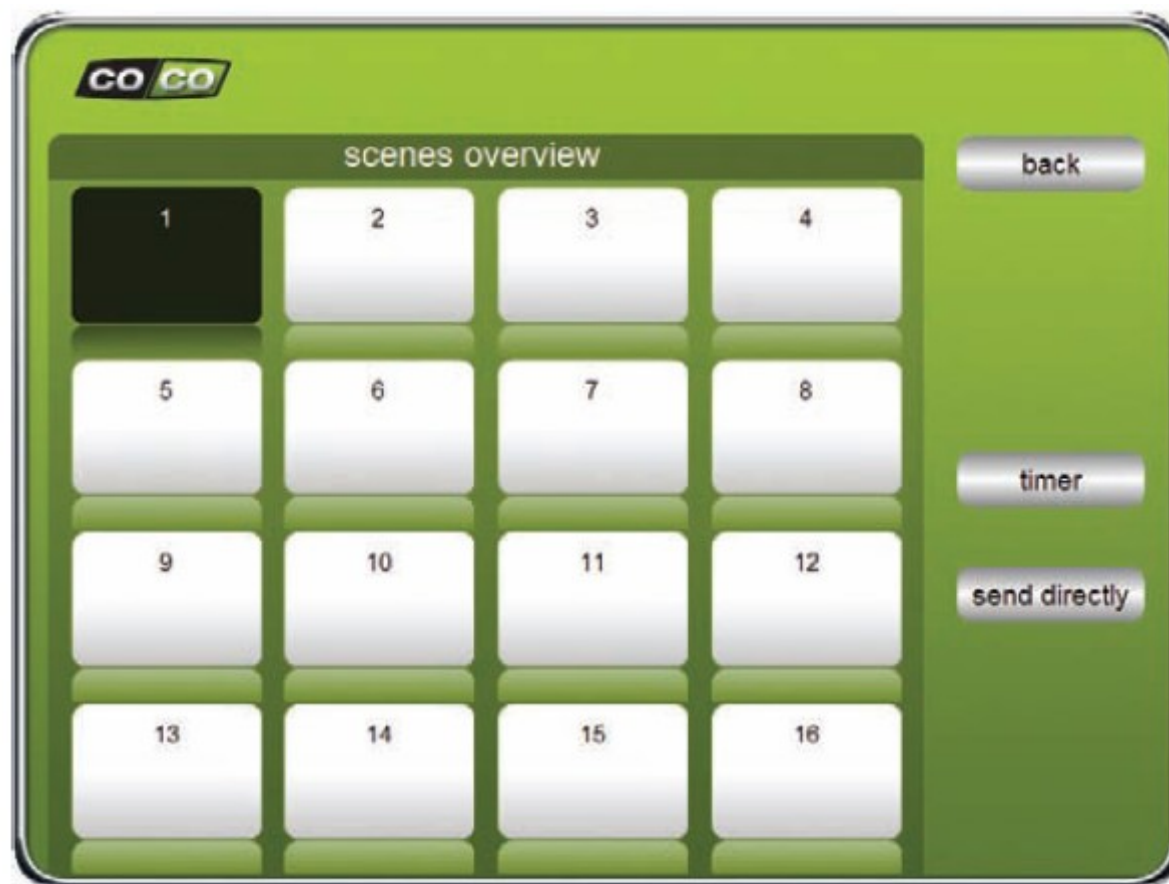 CO CO
scenes overview
back
1 2 3 4
5 6 7 8
timer
9 10 11 12
send directly
13 14 15 16